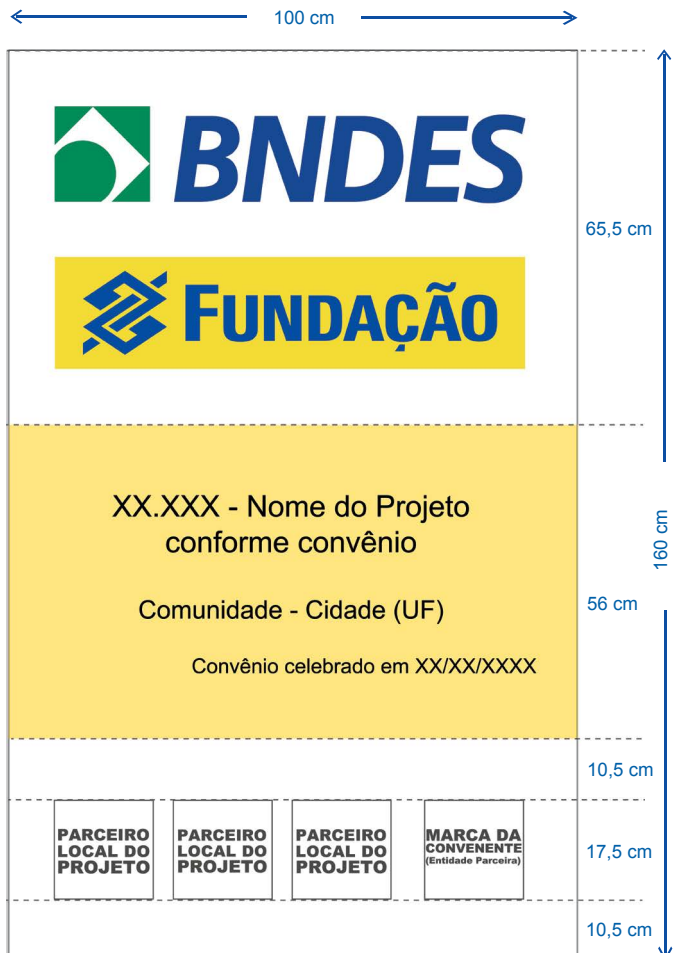 100 cm
BNDES
65,5 cm
FUNDAÇÃO
XX.XXX - Nome do Projeto
conforme convênio
160 cm
Comunidade - Cidade (UF)
56 cm
Convênio celebrado em XX/XX/XXXX
10,5 cm
PARCEIRO
LOCAL DO
PROJETO
PARCEIRO
LOCAL DO
PROJETO
PARCEIRO
LOCAL DO
PROJETO
MARCA DA
CONVENENTE
(Entidade Parceira)
17,5 cm
10,5 cm